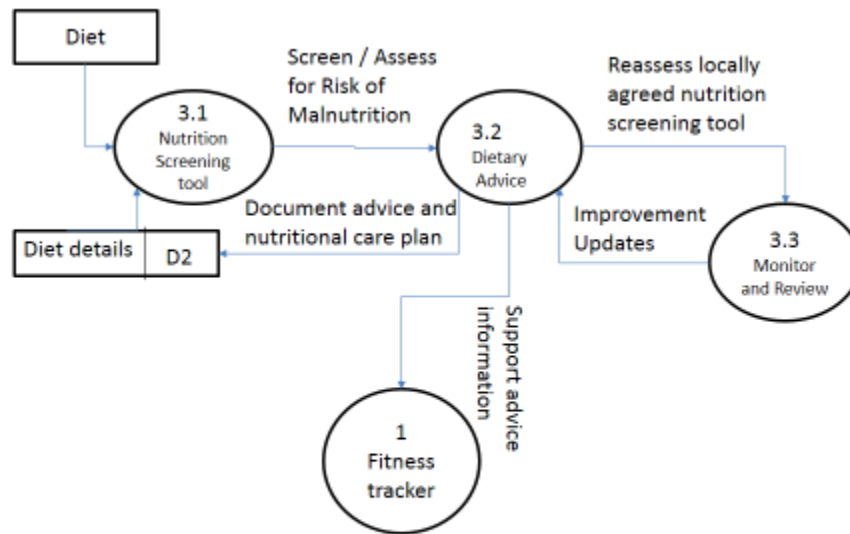 Diet
3.1
Nutrition
Screening
tool
Screen / Assess
for Risk of
Malnutrition
3.2
Dietary
Advice
Reassess locally
agreed nutrition
screening tool
Diet details
D2
Document advice and
nutritional care plan
Improvement
Updates
3.3
Monitor
and Review
Support advice
information
1
Fitness
tracker